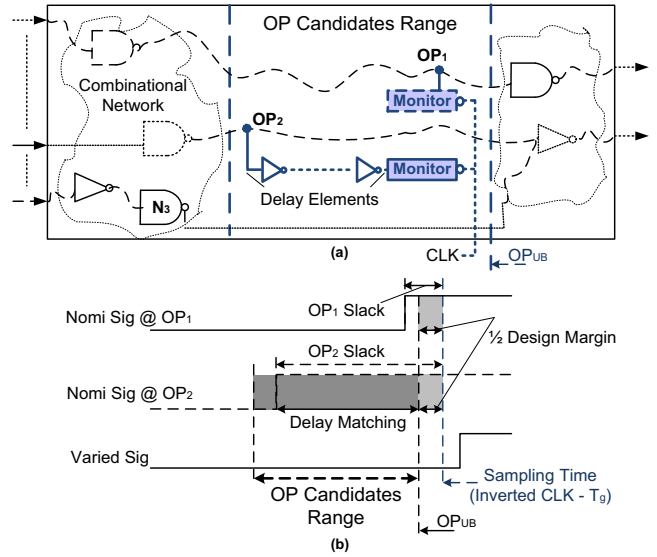 OP Candidates Range
OP1
Combinational
Network
Monitor
OP2
Monitor
N3
Delay Elements
(a)
CLK
OPUB
OP1 Slack
Nomi Sig @ OP1
½ Design Margin
OP2 Slack
Nomi Sig @ OP2
Delay Matching
Varied Sig
Sampling Time
(Inverted CLK - Tg)
OP Candidates
Range
OPUB
(b)